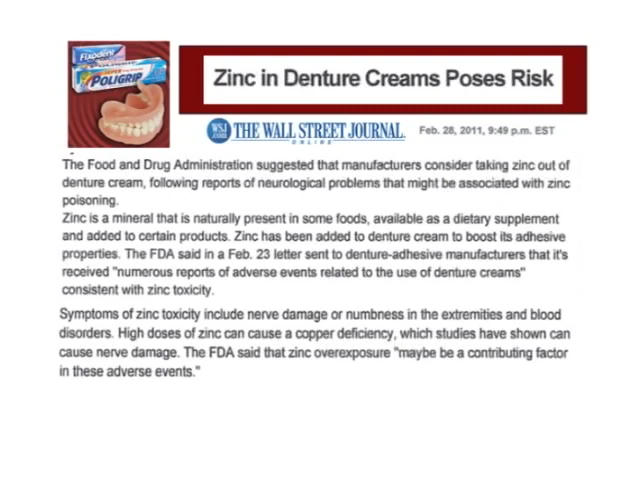 Fixodent
SUPER
POLIGRIP
Zinc in Denture Creams Poses Risk
WSJ
THE WALL STREET JOURNAL.
ONLINE
Feb. 28, 2011, 9:49 p.m. EST
The Food and Drug Administration suggested that manufacturers consider taking zinc out of
denture cream, following reports of neurological problems that might be associated with zinc
poisoning.
Zinc is a mineral that is naturally present in some foods, available as a dietary supplement
and added to certain products. Zinc has been added to denture cream to boost its adhesive
properties. The FDA said in a Feb. 23 letter sent to denture-adhesive manufacturers that it's
received "numerous reports of adverse events related to the use of denture creams"
consistent with zinc toxicity.
Symptoms of zinc toxicity include nerve damage or numbness in the extremities and blood
disorders. High doses of zinc can cause a copper deficiency, which studies have shown can
cause nerve damage. The FDA said that zinc overexposure "maybe be a contributing factor
in these adverse events."